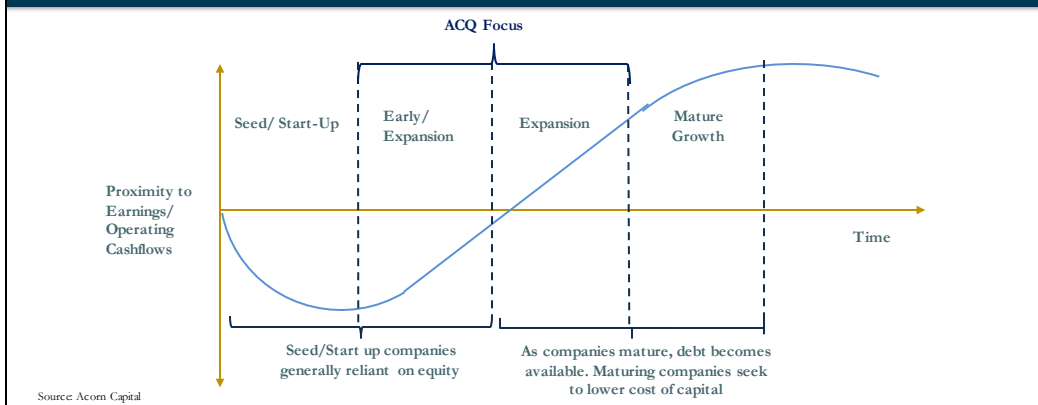 ACQ Focus
Seed/ Start-Up
Early/
Expansion
Expansion
Mature
Growth
Proximity to
Earnings/
Operating
Cashflows
Time
Seed/Start up companies
generally reliant on equity
As companies mature, debt becomes
available. Maturing companies seek
to lower cost of capital
Source: Acorn Capital